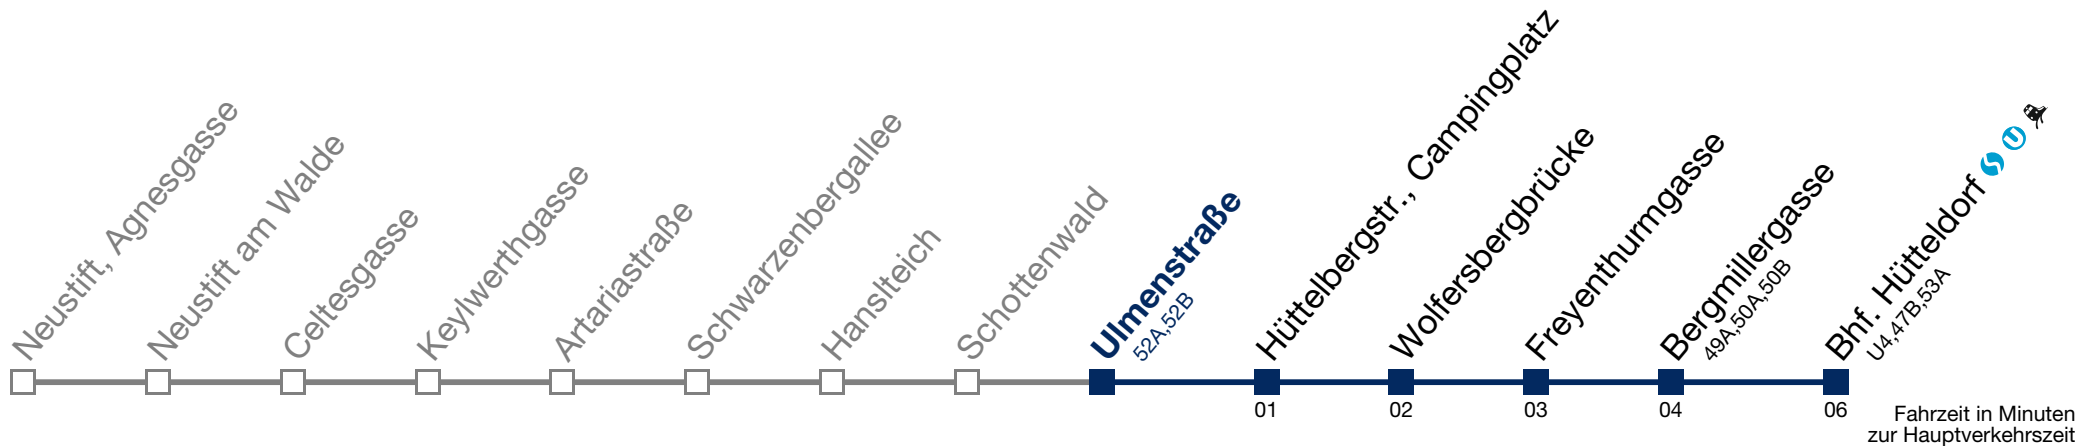 Neustift, Agnesgasse
Neustift am Walde
Celtesgasse
Keylwerthgasse
Artariastraße
Schwarzenbergallee
Hanslteich
Schottenwald
Ulmenstraße
52A,52B
Hüttelbergstr., Campingplatz
Wolfersbergbrücke
Freyenthurmgasse
Bergmillergasse
49A,50A,50B
Bhf. Hütteldorf U
U4,47B,53A
01
02
03
04
06
Fahrzeit in Minuten
zur Hauptverkehrszeit